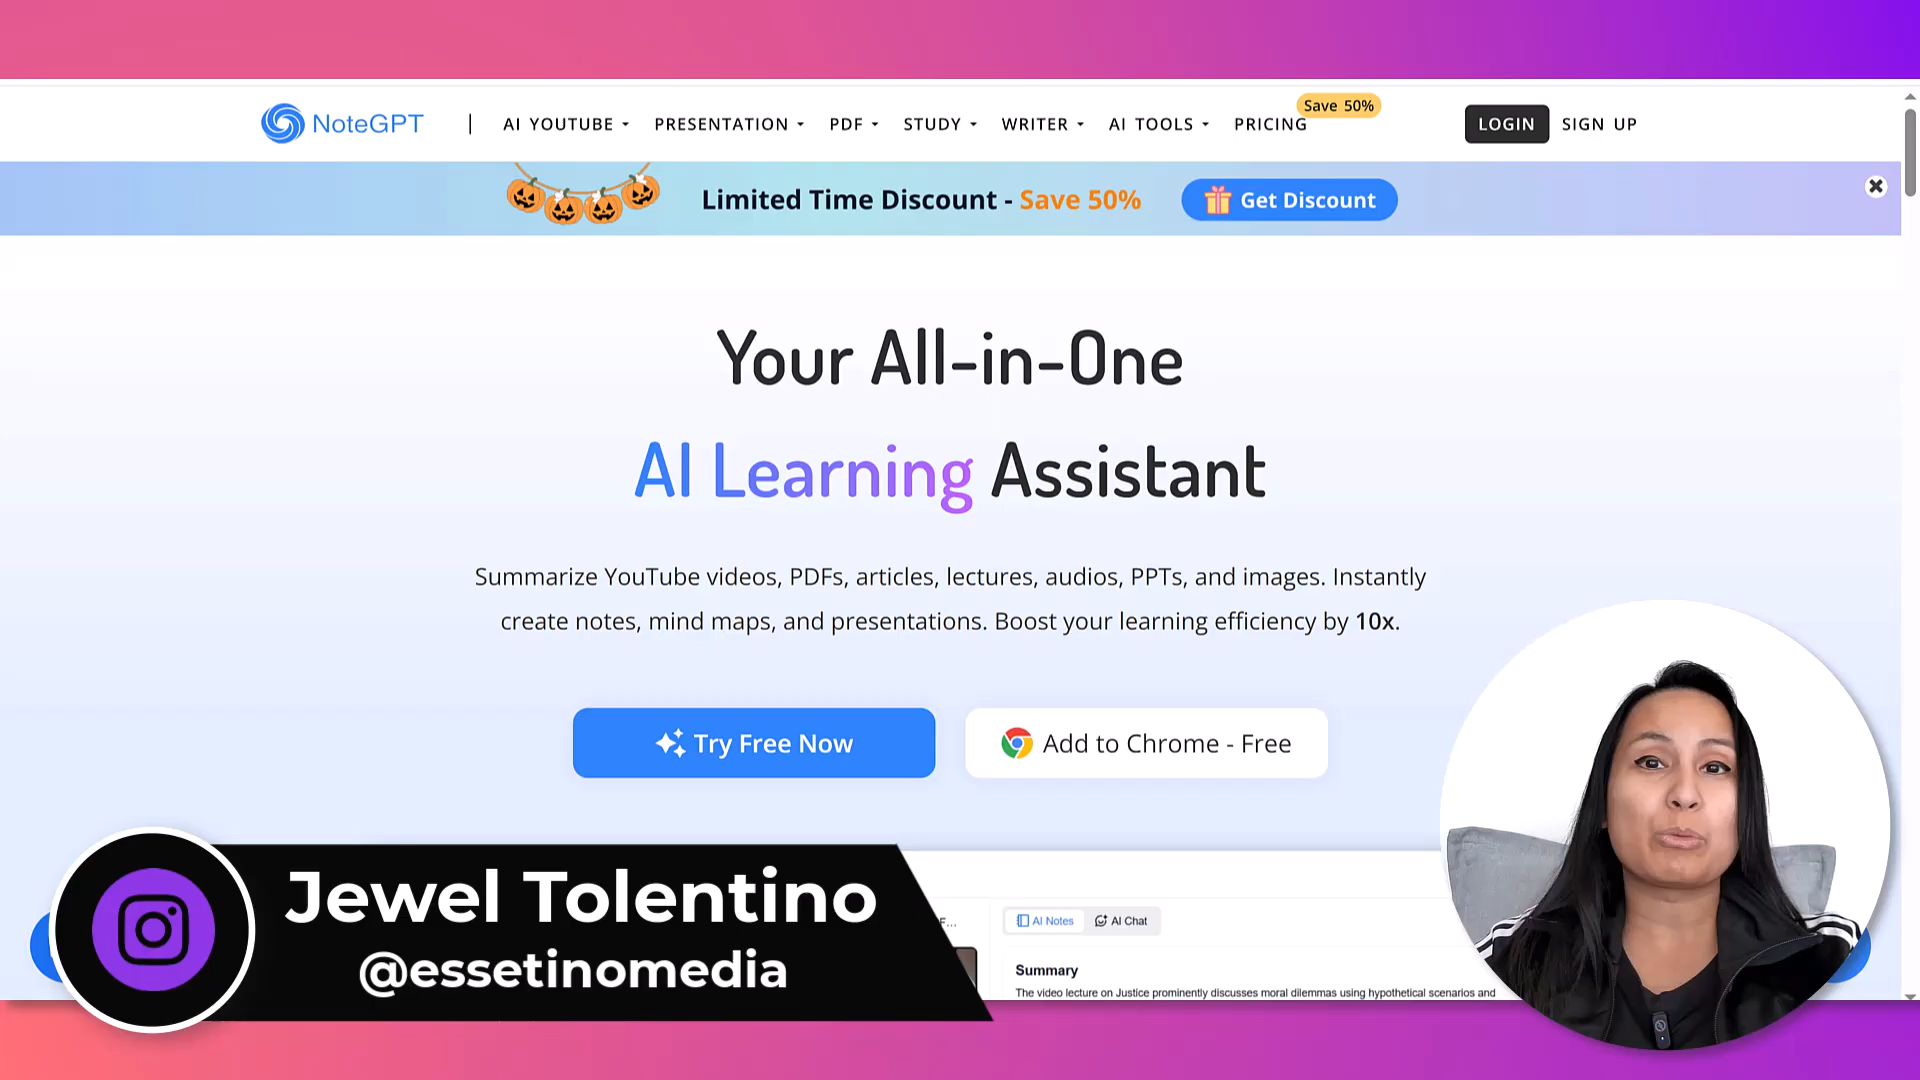 NoteGPT | AI YOUTUBE PRESENTATION PDF STUDY WRITER AI TOOLS PRICING Save 50% LOGIN SIGN UP
Limited Time Discount - Save 50% Get Discount
Your All-in-One
AI Learning Assistant
Summarize YouTube videos, PDFs, articles, lectures, audios, PPTs, and images. Instantly
create notes, mind maps, and presentations. Boost your learning efficiency by 10x.
Try Free Now Add to Chrome - Free
Jewel Tolentino
@essetinomedia
F...
AI Notes AI Chat
Summary
The video lecture on Justice prominently discusses moral dilemmas using hypothetical scenarios and